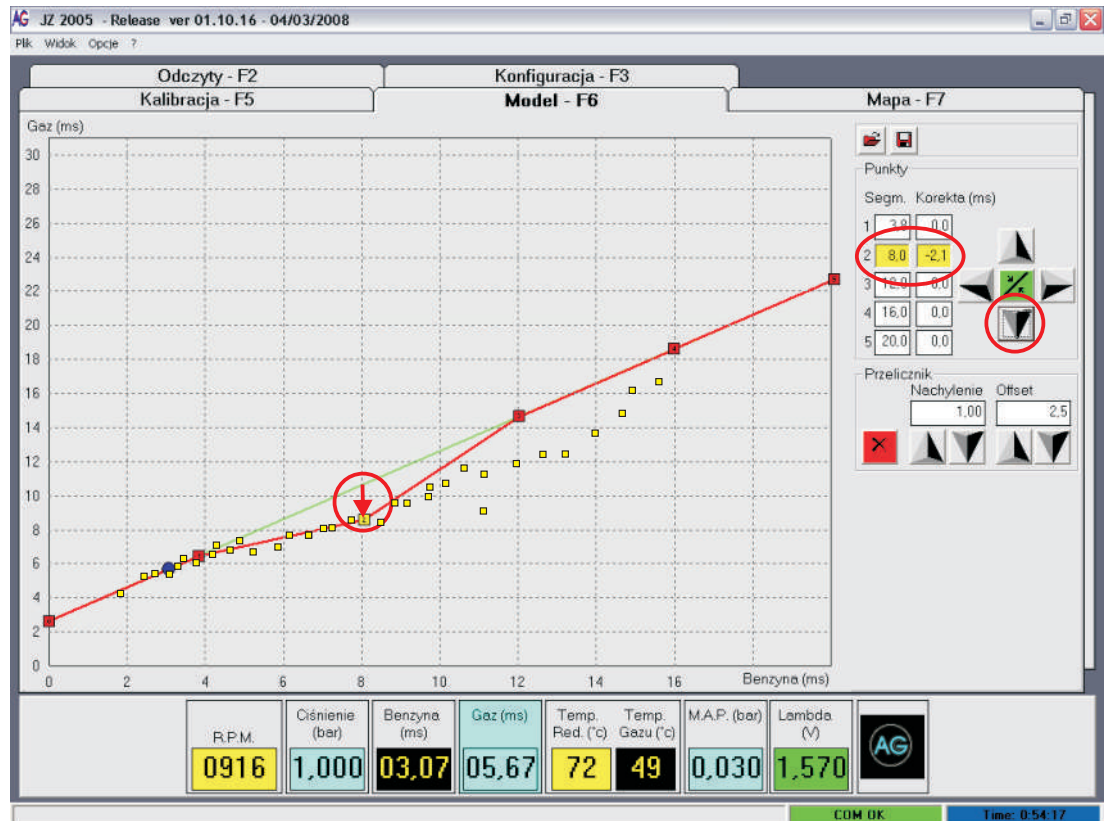 AG JZ 2005 - Release ver 01.10.16 - 04/03/2008
Plik Widok Opcje ?
Odczyty - F2
Konfiguracja - F3
Kalibracja - F5
Model - F6
Mapa - F7
Gaz (ms)
30
28
26
24
22
20
18
16
14
12
10
8
6
4
2
0
0 2 4 6 8 10 12 14 16 Benzyna (ms)
Punkty
Segm. Korekta (ms)
1 3,8 0,0
2 8,0 -2,1
3 12,0 0,0
4 16,0 0,0
5 20,0 0,0
Przelicznik
Nachylenie Offset
1,00 2,5
R.P.M.
0916
Ciśnienie
(bar)
1,000
Benzyna
(ms)
03,07
Gaz (ms)
05,67
Temp.
Red. (°c)
72
Temp.
Gazu (°c)
49
M.A.P. (bar)
0,030
Lambda
(V)
1,570
AG
COM OK
Time: 0:54:17